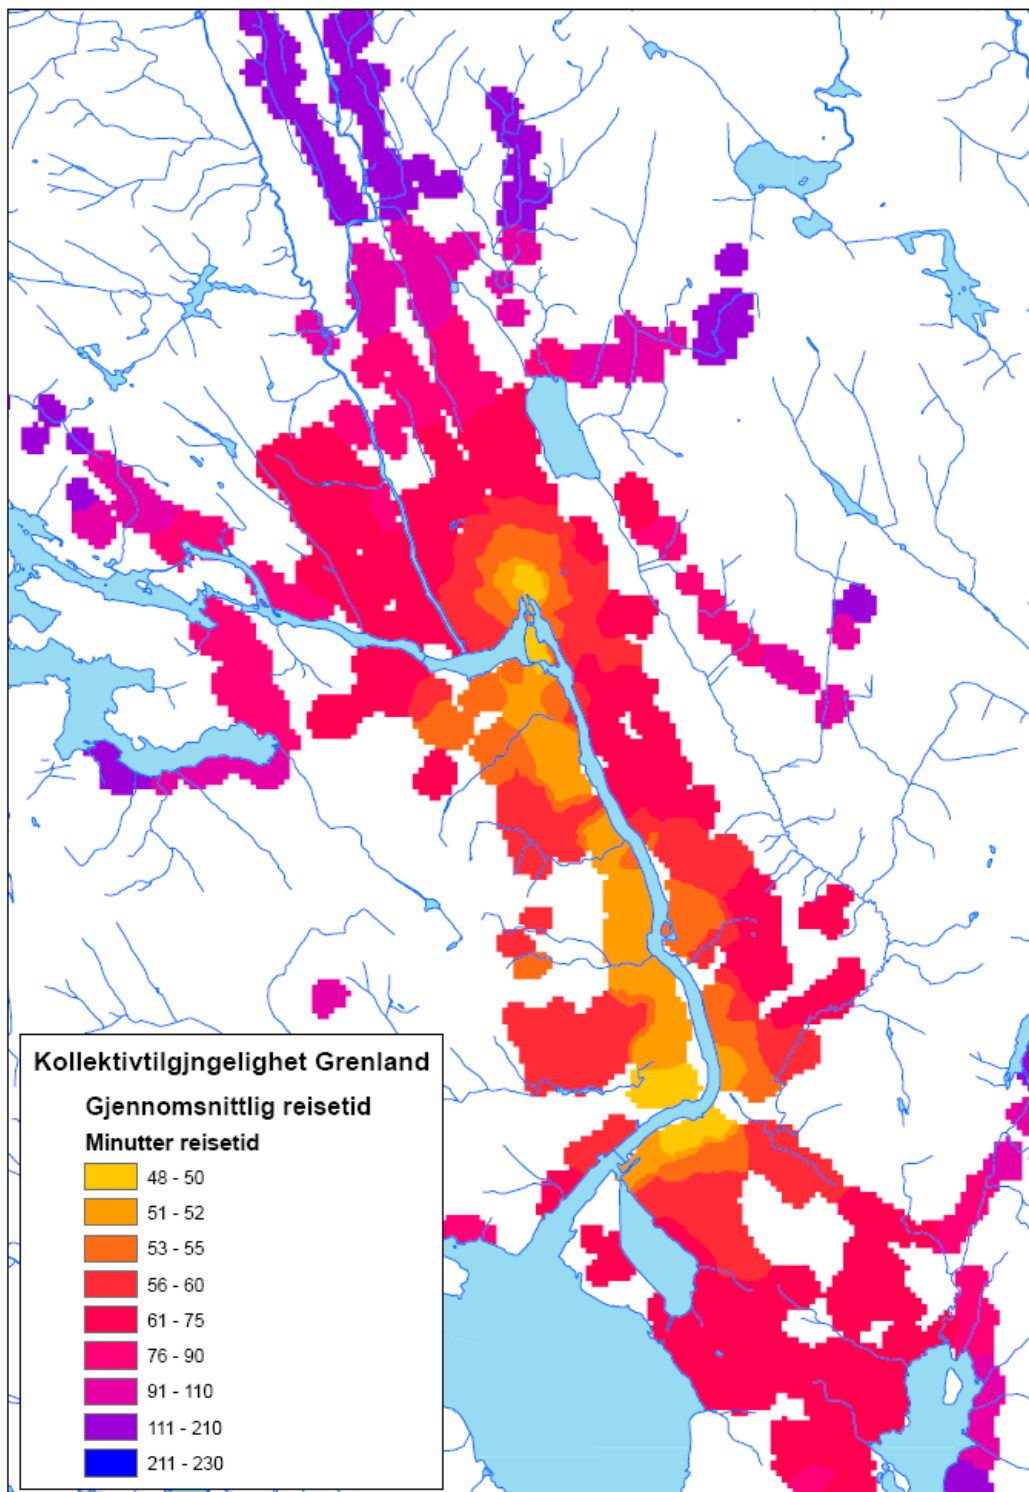 Kollektivtilgjngelighet Grenland
Gjennomsnittlig reisetid
Minutter reisetid
48 - 50
51 - 52
53 - 55
56 - 60
61 - 75
76 - 90
91 - 110
111 - 210
211 - 230